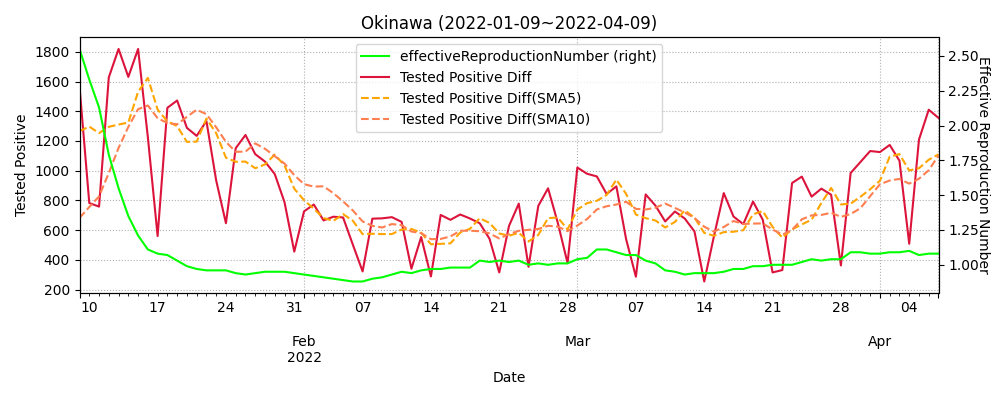 Okinawa (2022-01-09~2022-04-09)
effectiveReproductionNumber (right)
Tested Positive Diff
Tested Positive Diff(SMA5)
Tested Positive Diff(SMA10)
Tested Positive
1800
1600
1400
1200
1000
800
600
400
200
2.50
2.25
2.00
1.75
1.50
1.25
1.00
Effective Reproduction Number
10 17 24 31 07 14 21 28 07 14 21 28 04
Feb Mar Apr
2022
Date